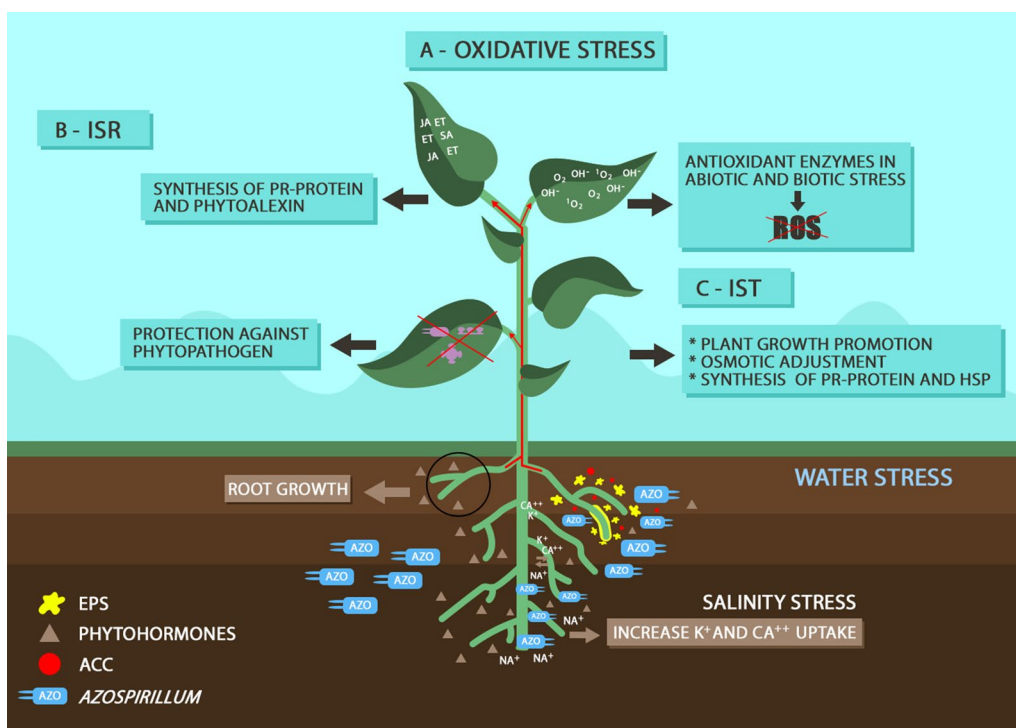 A - OXIDATIVE STRESS
B - ISR
JA ET
ET SA
JA ET
SYNTHESIS OF PR-PROTEIN
AND PHYTOALEXIN
O₂ OH⁻ ¹O₂ OH⁻
OH⁻ O₂ OH⁻
¹O₂
ANTIOXIDANT ENZYMES IN
ABIOTIC AND BIOTIC STRESS
ROS
C - IST
PROTECTION AGAINST
PHYTOPATHOGEN
* PLANT GROWTH PROMOTION
* OSMOTIC ADJUSTMENT
* SYNTHESIS OF PR-PROTEIN AND HSP
WATER STRESS
ROOT GROWTH
AZO
AZO
AZO
AZO
AZO
CA⁺⁺
K⁺
K⁺
CA⁺⁺
NA⁺
AZO
AZO
AZO
AZO
AZO
AZO
AZO
AZO
AZO
NA⁺
NA⁺
NA⁺
SALINITY STRESS
INCREASE K⁺AND CA⁺⁺ UPTAKE
EPS
PHYTOHORMONES
ACC
AZO AZOSPIRILLUM